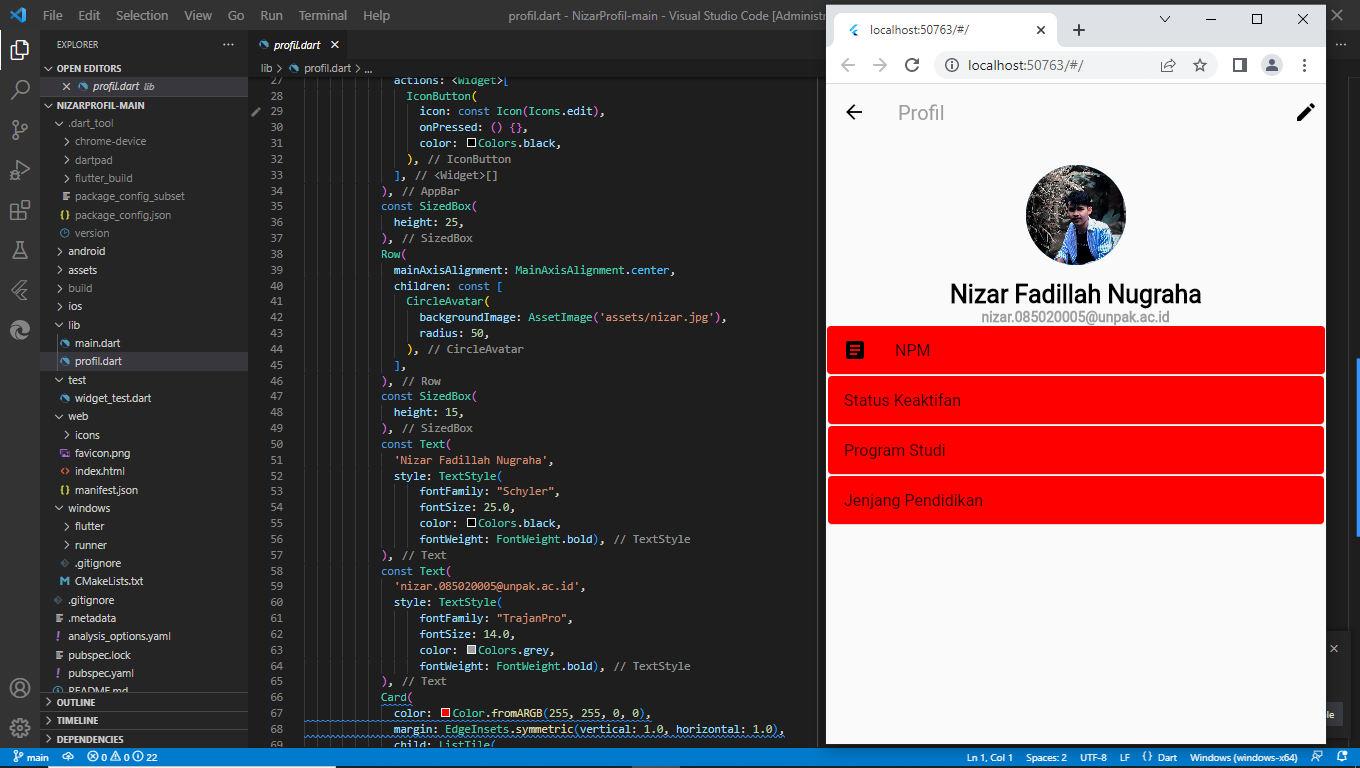 File Edit Selection View Go Run Terminal Help
profil.dart - NizarProfil-main - Visual Studio Code [Administr
EXPLORER
OPEN EDITORS
profil.dart lib
NIZARPROFIL-MAIN
.dart_tool
chrome-device
dartpad
flutter_build
package_config_subset
package_config.json
version
android
assets
build
ios
lib
main.dart
profil.dart
test
widget_test.dart
web
icons
favicon.png
index.html
manifest.json
windows
flutter
runner
.gitignore
CMakeLists.txt
.gitignore
.metadata
analysis_options.yaml
pubspec.lock
pubspec.yaml
README.md
OUTLINE
TIMELINE
DEPENDENCIES
profil.dart
lib > profil.dart > ...
27 actions: <Widget>[
28 IconButton(
29 icon: const Icon(Icons.edit),
30 onPressed: () {},
31 color: Colors.black,
32 ), // IconButton
33 ], // <Widget>[]
34 ), // AppBar
35 const SizedBox(
36 height: 25,
37 ), // SizedBox
38 Row(
39 mainAxisAlignment: MainAxisAlignment.center,
40 children: const [
41 CircleAvatar(
42 backgroundImage: AssetImage('assets/nizar.jpg'),
43 radius: 50,
44 ), // CircleAvatar
45 ],
46 ), // Row
47 const SizedBox(
48 height: 15,
49 ), // SizedBox
50 const Text(
51 'Nizar Fadillah Nugraha',
52 style: TextStyle(
53 fontFamily: "Schyler",
54 fontSize: 25.0,
55 color: Colors.black,
56 fontWeight: FontWeight.bold), // TextStyle
57 ), // Text
58 const Text(
59 'nizar.085020005@unpak.ac.id',
60 style: TextStyle(
61 fontFamily: "TrajanPro",
62 fontSize: 14.0,
63 color: Colors.grey,
64 fontWeight: FontWeight.bold), // TextStyle
65 ), // Text
66 Card(
67 color: Color.fromARGB(255, 255, 0, 0),
68 margin: EdgeInsets.symmetric(vertical: 1.0, horizontal: 1.0),
69 child: ListTile(
localhost:50763/#/
localhost:50763/#/
Profil
Nizar Fadillah Nugraha
nizar.085020005@unpak.ac.id
NPM
Status Keaktifan
Program Studi
Jenjang Pendidikan
le
main 0 0 22
Ln 1, Col 1 Spaces: 2 UTF-8 LF {} Dart Windows (windows-x64)